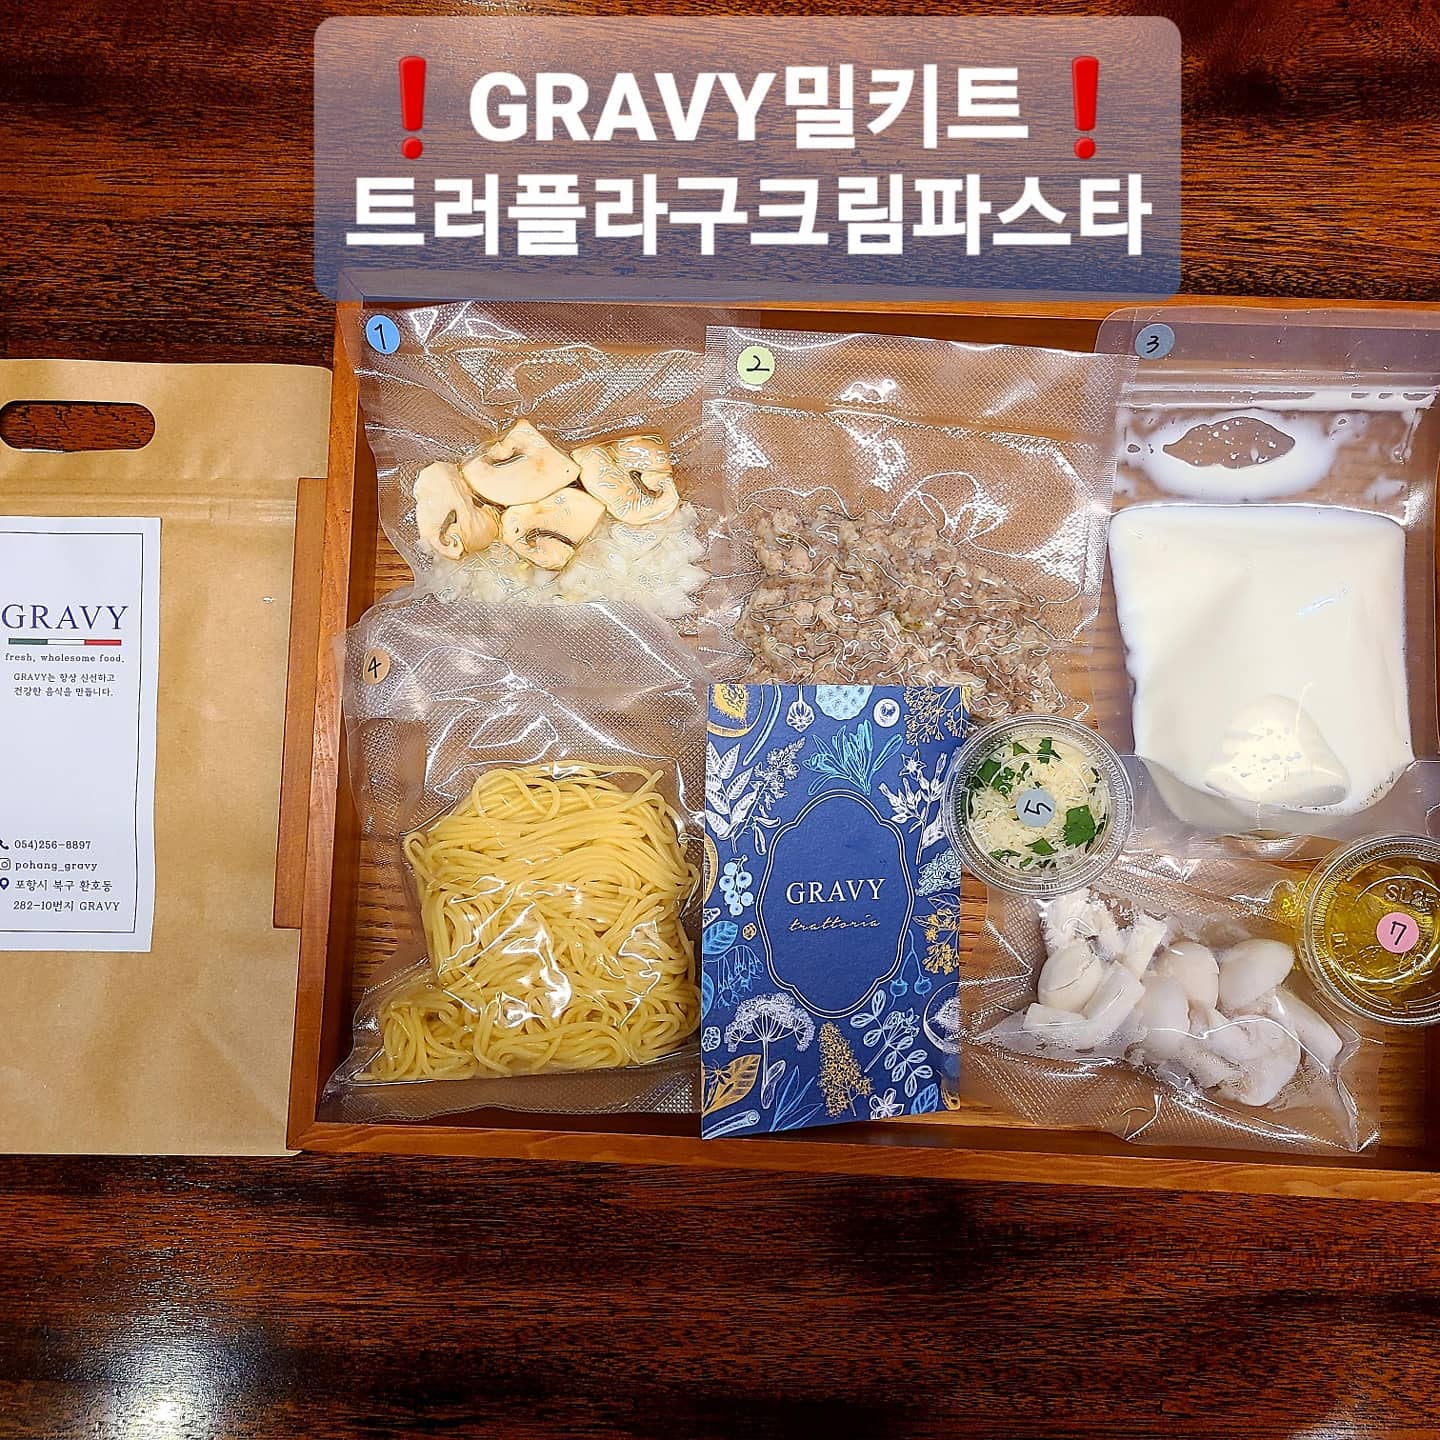 ❗GRAVY밀키트❗
트러플라구크림파스타
1
2
3
4
GRAVY
fresh, wholesome food.
GRAVY는 항상 신선하고
건강한 음식을 만듭니다.
054)256-8897
pohang_gravy
포항시 북구 환호동
282-10번지 GRAVY
GRAVY
trattoria
5
7